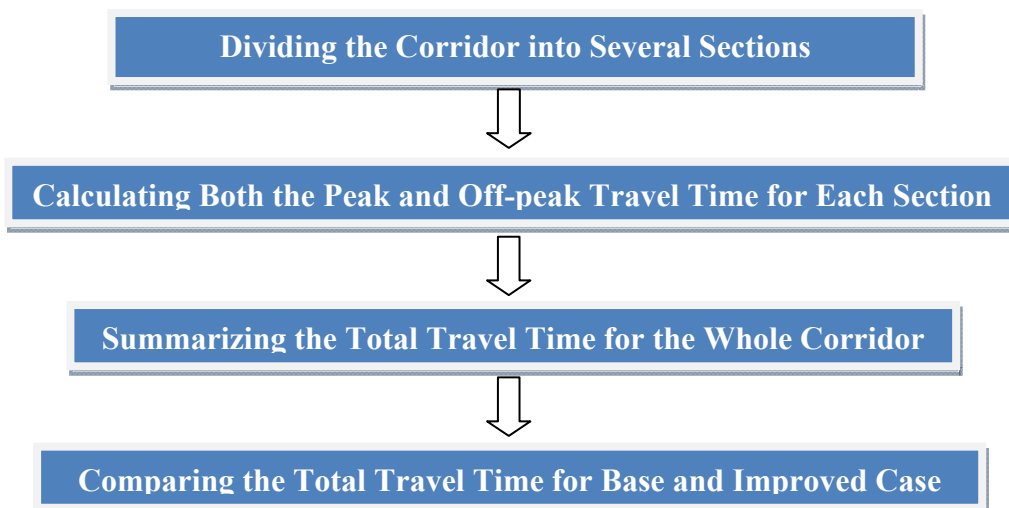 Dividing the Corridor into Several Sections
Calculating Both the Peak and Off-peak Travel Time for Each Section
Summarizing the Total Travel Time for the Whole Corridor
Comparing the Total Travel Time for Base and Improved Case